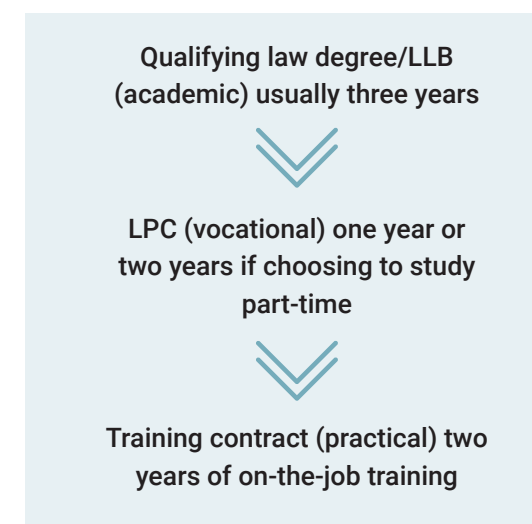 Qualifying law degree/LLB
(academic) usually three years
LPC (vocational) one year or
two years if choosing to study
part-time
Training contract (practical) two
years of on-the-job training